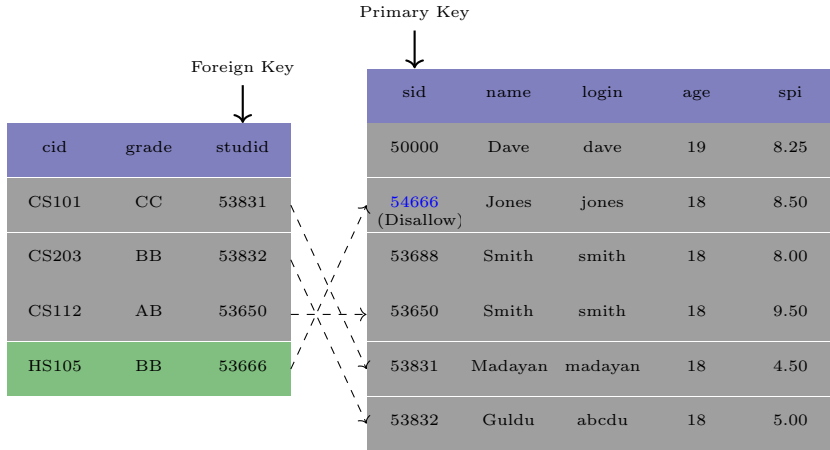 Primary Key
Foreign Key
sid name login age spi
cid grade studid
50000 Dave dave 19 8.25
CS101 CC 53831
54666 Jones jones 18 8.50
(Disallow)
CS203 BB 53832
53688 Smith smith 18 8.00
CS112 AB 53650
53650 Smith smith 18 9.50
HS105 BB 53666
53831 Madayan madayan 18 4.50
53832 Guldu abcdu 18 5.00